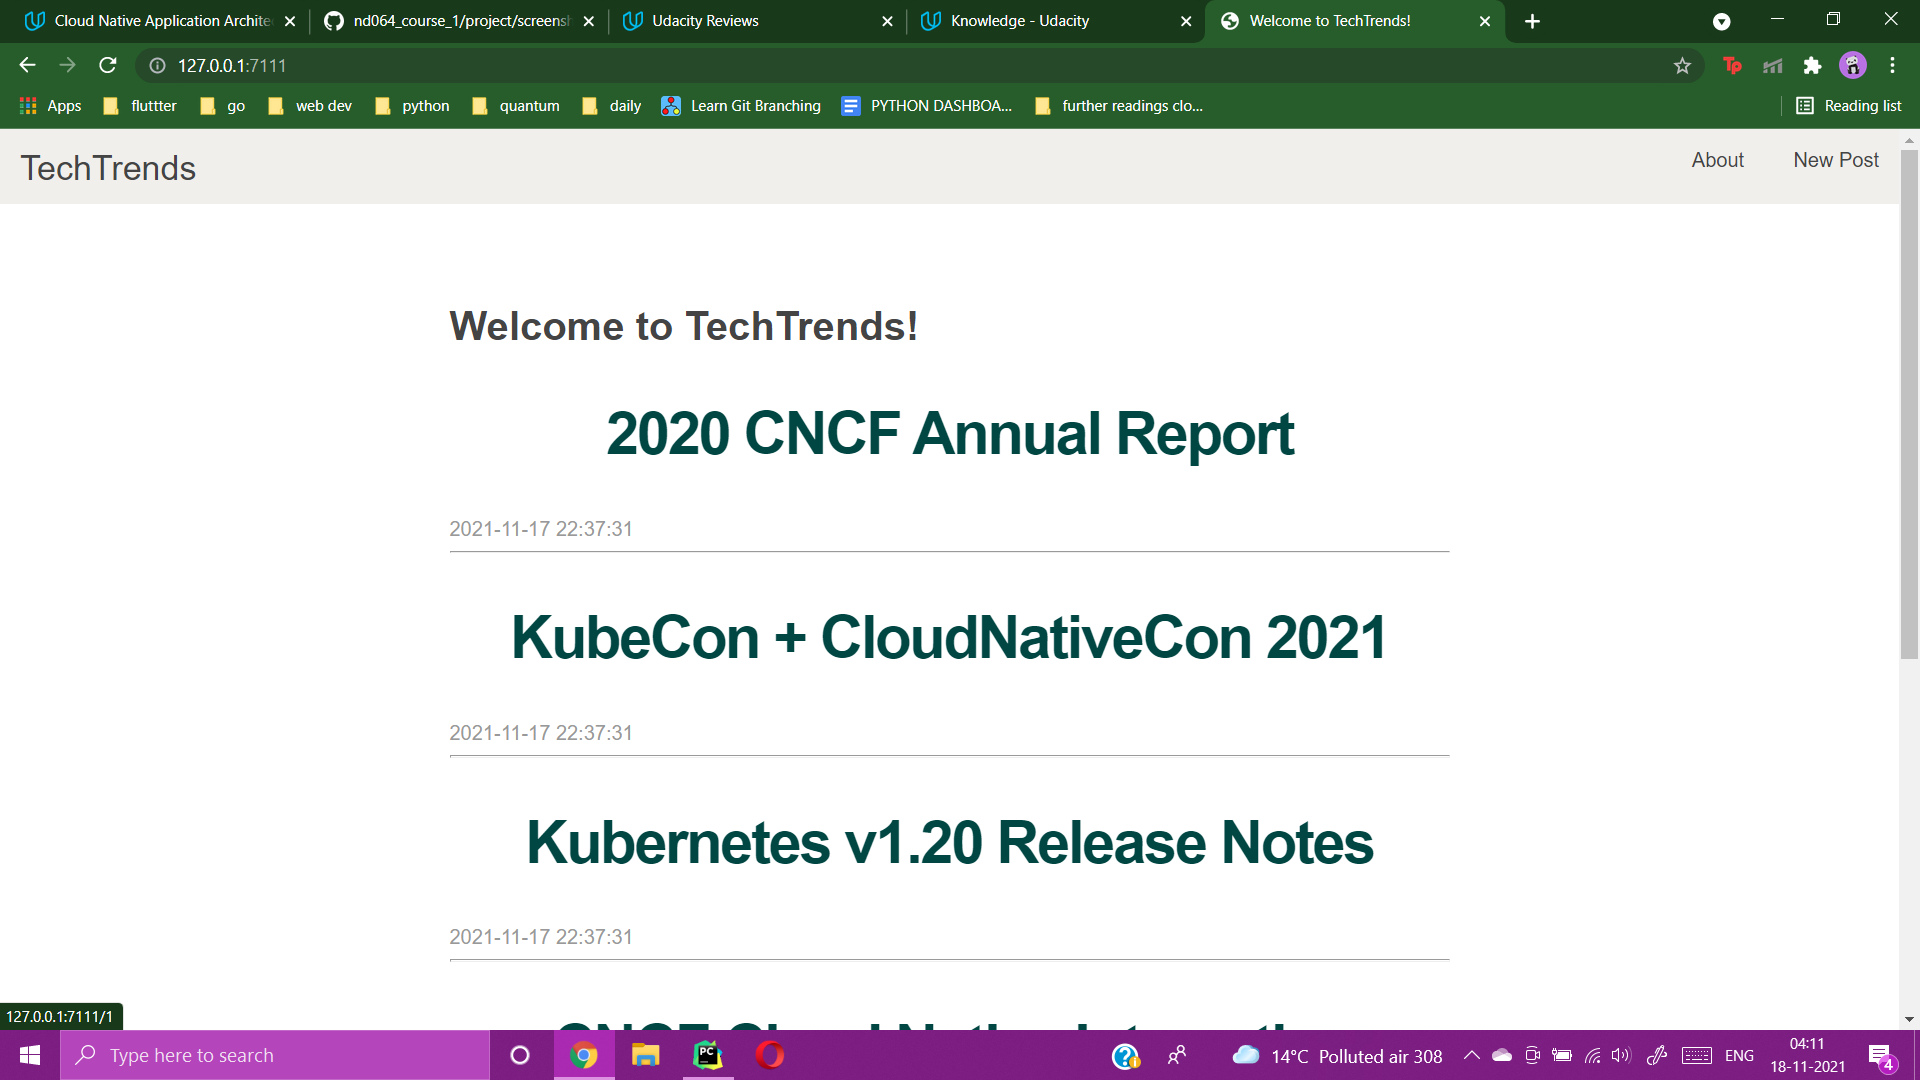 Cloud Native Application Archite
nd064_course_1/project/screensh
Udacity Reviews
Knowledge - Udacity
Welcome to TechTrends!
127.0.0.1:7111
Tp
Apps
fluttter
go
web dev
python
quantum
daily
Learn Git Branching
PYTHON DASHBOA...
further readings clo...
Reading list
TechTrends
About
New Post
Welcome to TechTrends!
2020 CNCF Annual Report
2021-11-17 22:37:31
KubeCon + CloudNativeCon 2021
2021-11-17 22:37:31
Kubernetes v1.20 Release Notes
2021-11-17 22:37:31
127.0.0.1:7111/1
Type here to search
PC
14°C Polluted air 308
ENG
04:11
18-11-2021
4